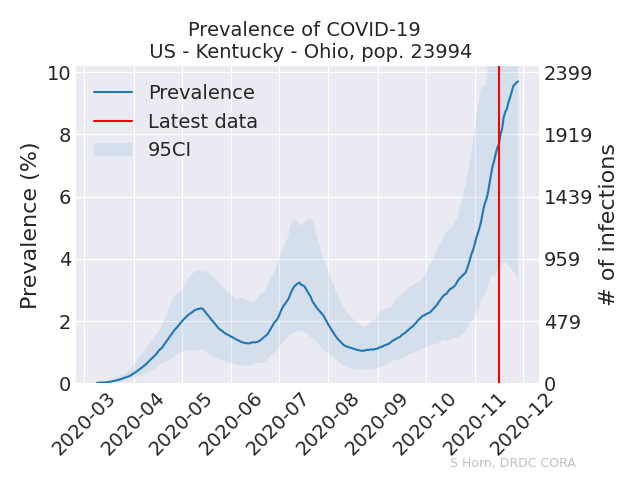 Prevalence of COVID-19
US - Kentucky - Ohio, pop. 23994
Prevalence (%)
10
8
6
4
2
0
Prevalence
Latest data
95CI
2399
1919
1439
959
479
0
# of infections
2020-03
2020-04
2020-05
2020-06
2020-07
2020-08
2020-09
2020-10
2020-11
2020-12
S Horn, DRDC CORA